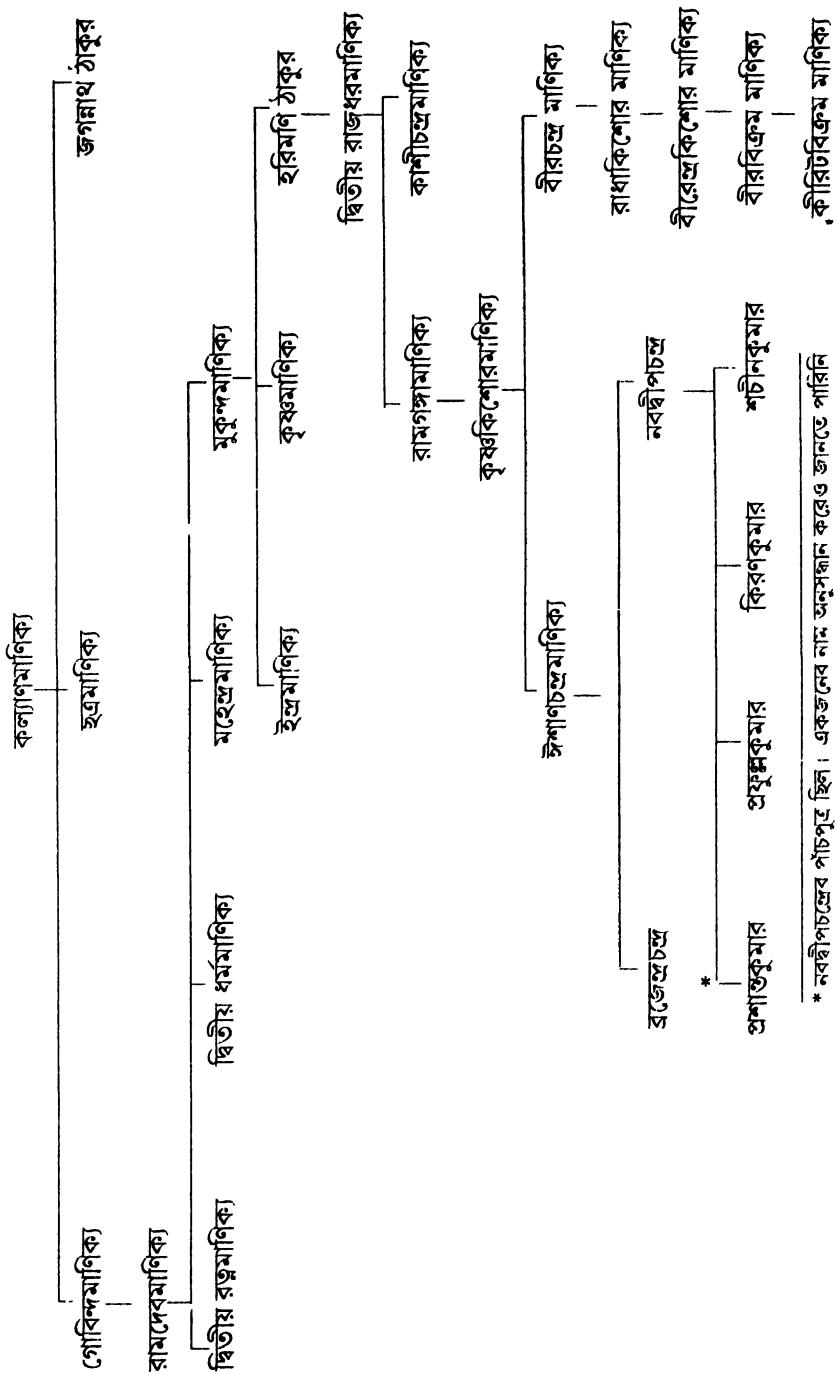 কল্যাণমাণিক্য
গোবিন্দমাণিক্য ছত্রমাণিক্য জগন্নাথ ঠাকুর
রামদেবমাণিক্য
দ্বিতীয় রত্নমাণিক্য দ্বিতীয় ধর্মমাণিক্য মহেন্দ্রমাণিক্য মুকুন্দমাণিক্য
ইন্দ্রমাণিক্য কৃষ্ণমাণিক্য হরিমণি ঠাকুর
দ্বিতীয় রাজধরমাণিক্য
রামগঙ্গামাণিক্য কাশীচন্দ্রমাণিক্য
কৃষ্ণকিশোরমাণিক্য
ঈশাণচন্দ্রমাণিক্য বীরচন্দ্র মাণিক্য
রাধাকিশোর মাণিক্য
ব্রজেন্দ্রচন্দ্র নবদ্বীপচন্দ্র বীরেন্দ্রকিশোর মাণিক্য
*
প্রশান্তকুমার প্রফুল্লকুমার কিরণকুমার শচীনকুমার বীরবিক্রম মাণিক্য
কীরিটবিক্রম মাণিক্য
* নবদ্বীপচন্দ্রের পাঁচপুত্র ছিল। একজনের নাম অনুসন্ধান করেও জানতে পারিনি